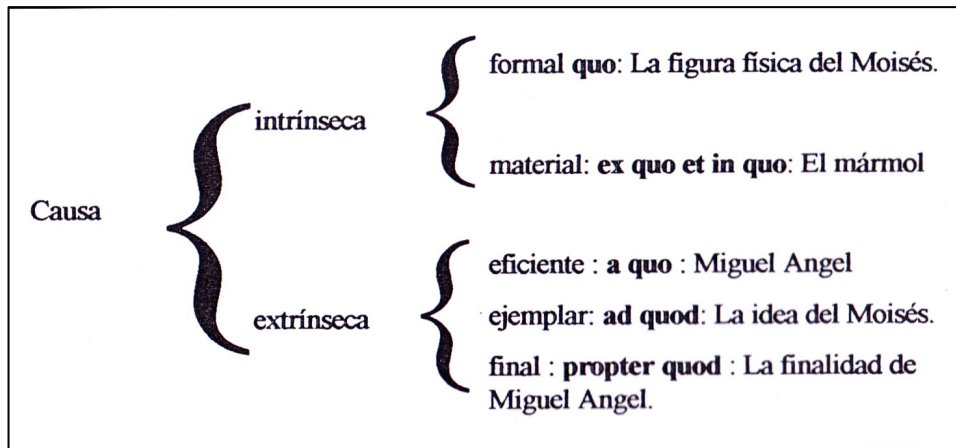 formal quo: La figura física del Moisés.
intrínseca
material: ex quo et in quo: El mármol
Causa
eficiente : a quo : Miguel Angel
extrínseca
ejemplar: ad quod: La idea del Moisés.
final : propter quod : La finalidad de
Miguel Angel.